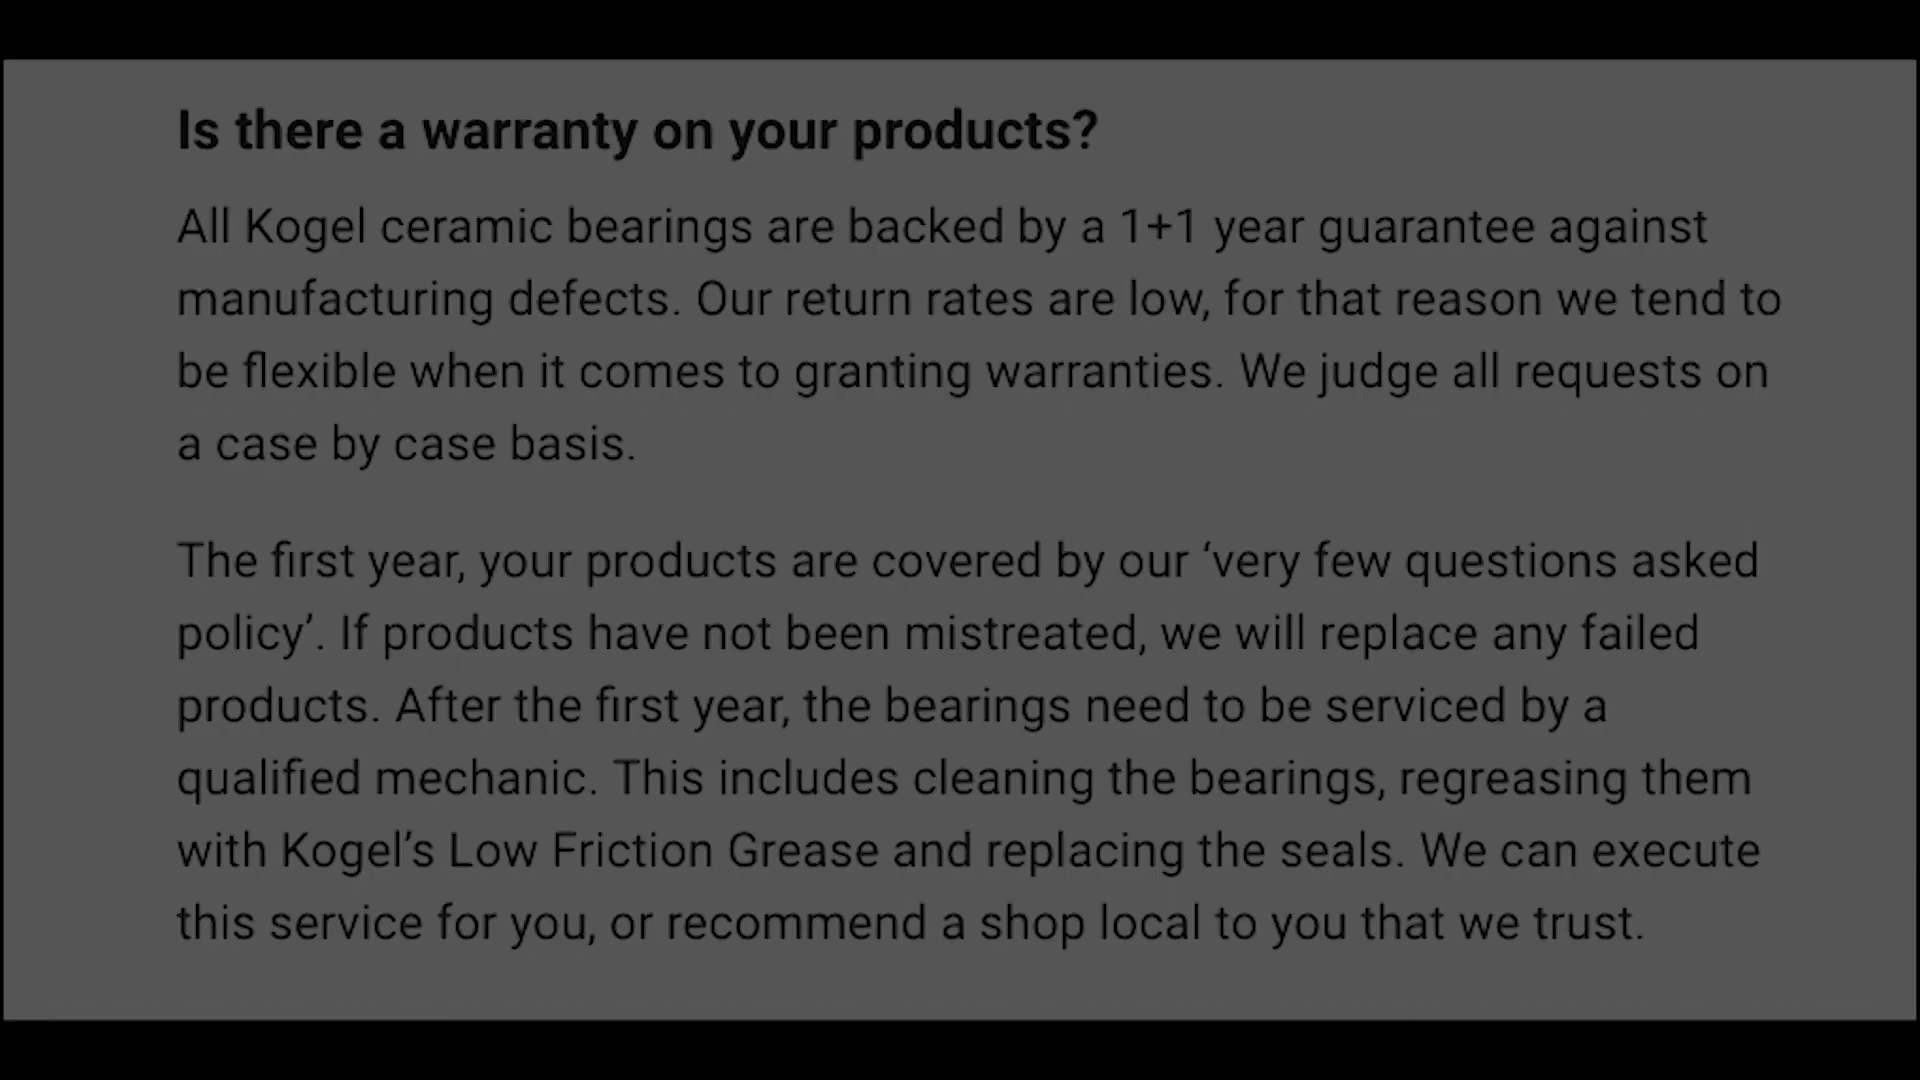 Is there a warranty on your products?
All Kogel ceramic bearings are backed by a 1+1 year guarantee against
manufacturing defects. Our return rates are low, for that reason we tend to
be flexible when it comes to granting warranties. We judge all requests on
a case by case basis.
The first year, your products are covered by our ‘very few questions asked
policy’. If products have not been mistreated, we will replace any failed
products. After the first year, the bearings need to be serviced by a
qualified mechanic. This includes cleaning the bearings, regreasing them
with Kogel’s Low Friction Grease and replacing the seals. We can execute
this service for you, or recommend a shop local to you that we trust.